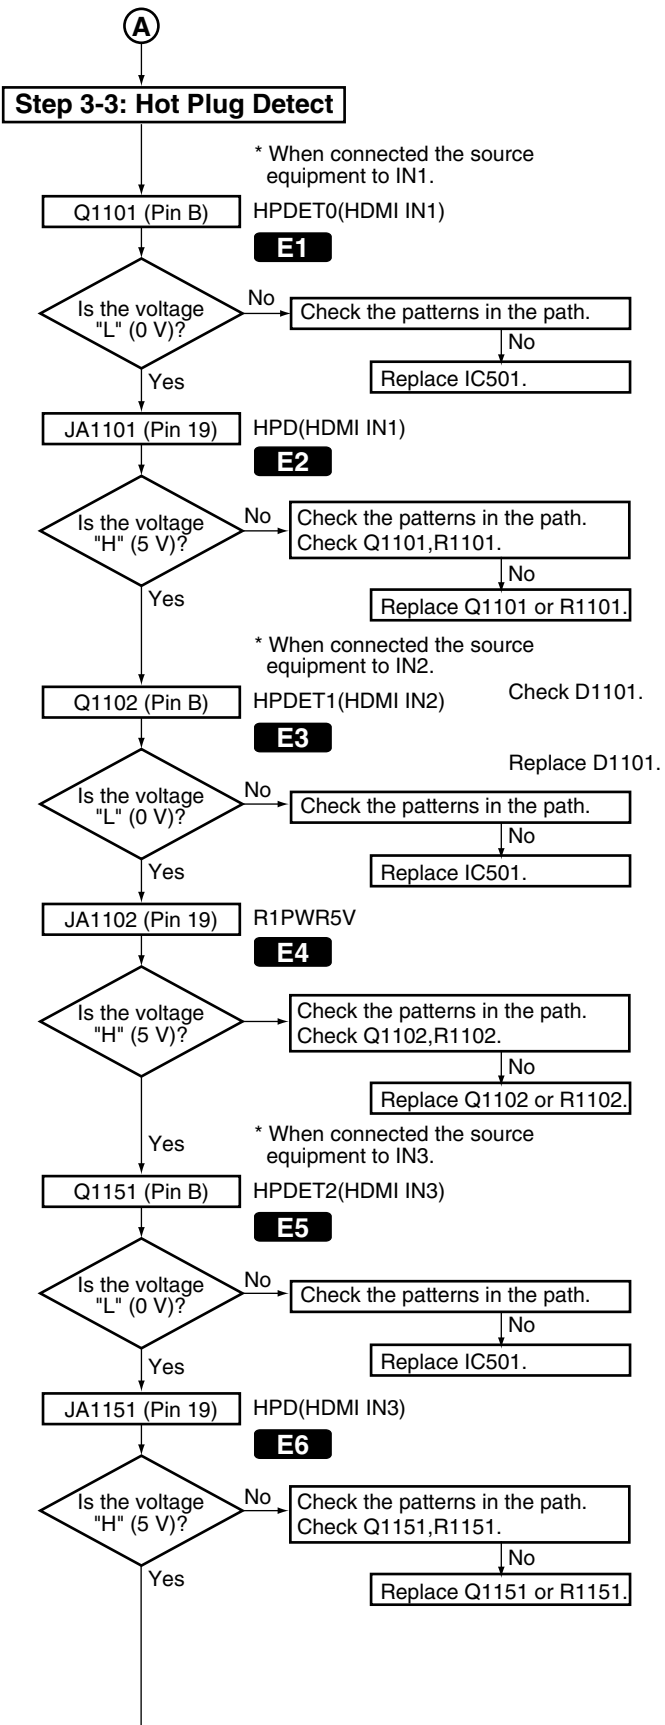 A
Step 3-3: Hot Plug Detect
* When connected the source
equipment to IN1.
Q1101 (Pin B)
HPDET0(HDMI IN1)
E1
Is the voltage
"L" (0 V)?
No
Check the patterns in the path.
No
Replace IC501.
Yes
JA1101 (Pin 19)
HPD(HDMI IN1)
E2
Is the voltage
"H" (5 V)?
No
Check the patterns in the path.
Check Q1101,R1101.
No
Replace Q1101 or R1101.
Yes
* When connected the source
equipment to IN2.
Q1102 (Pin B)
HPDET1(HDMI IN2)
Check D1101.
E3
Replace D1101.
Is the voltage
"L" (0 V)?
No
Check the patterns in the path.
No
Replace IC501.
Yes
JA1102 (Pin 19)
R1PWR5V
E4
Is the voltage
"H" (5 V)?
Check the patterns in the path.
Check Q1102,R1102.
No
Replace Q1102 or R1102.
Yes
* When connected the source
equipment to IN3.
Q1151 (Pin B)
HPDET2(HDMI IN3)
E5
Is the voltage
"L" (0 V)?
No
Check the patterns in the path.
No
Replace IC501.
Yes
JA1151 (Pin 19)
HPD(HDMI IN3)
E6
Is the voltage
"H" (5 V)?
No
Check the patterns in the path.
Check Q1151,R1151.
No
Replace Q1151 or R1151.
Yes